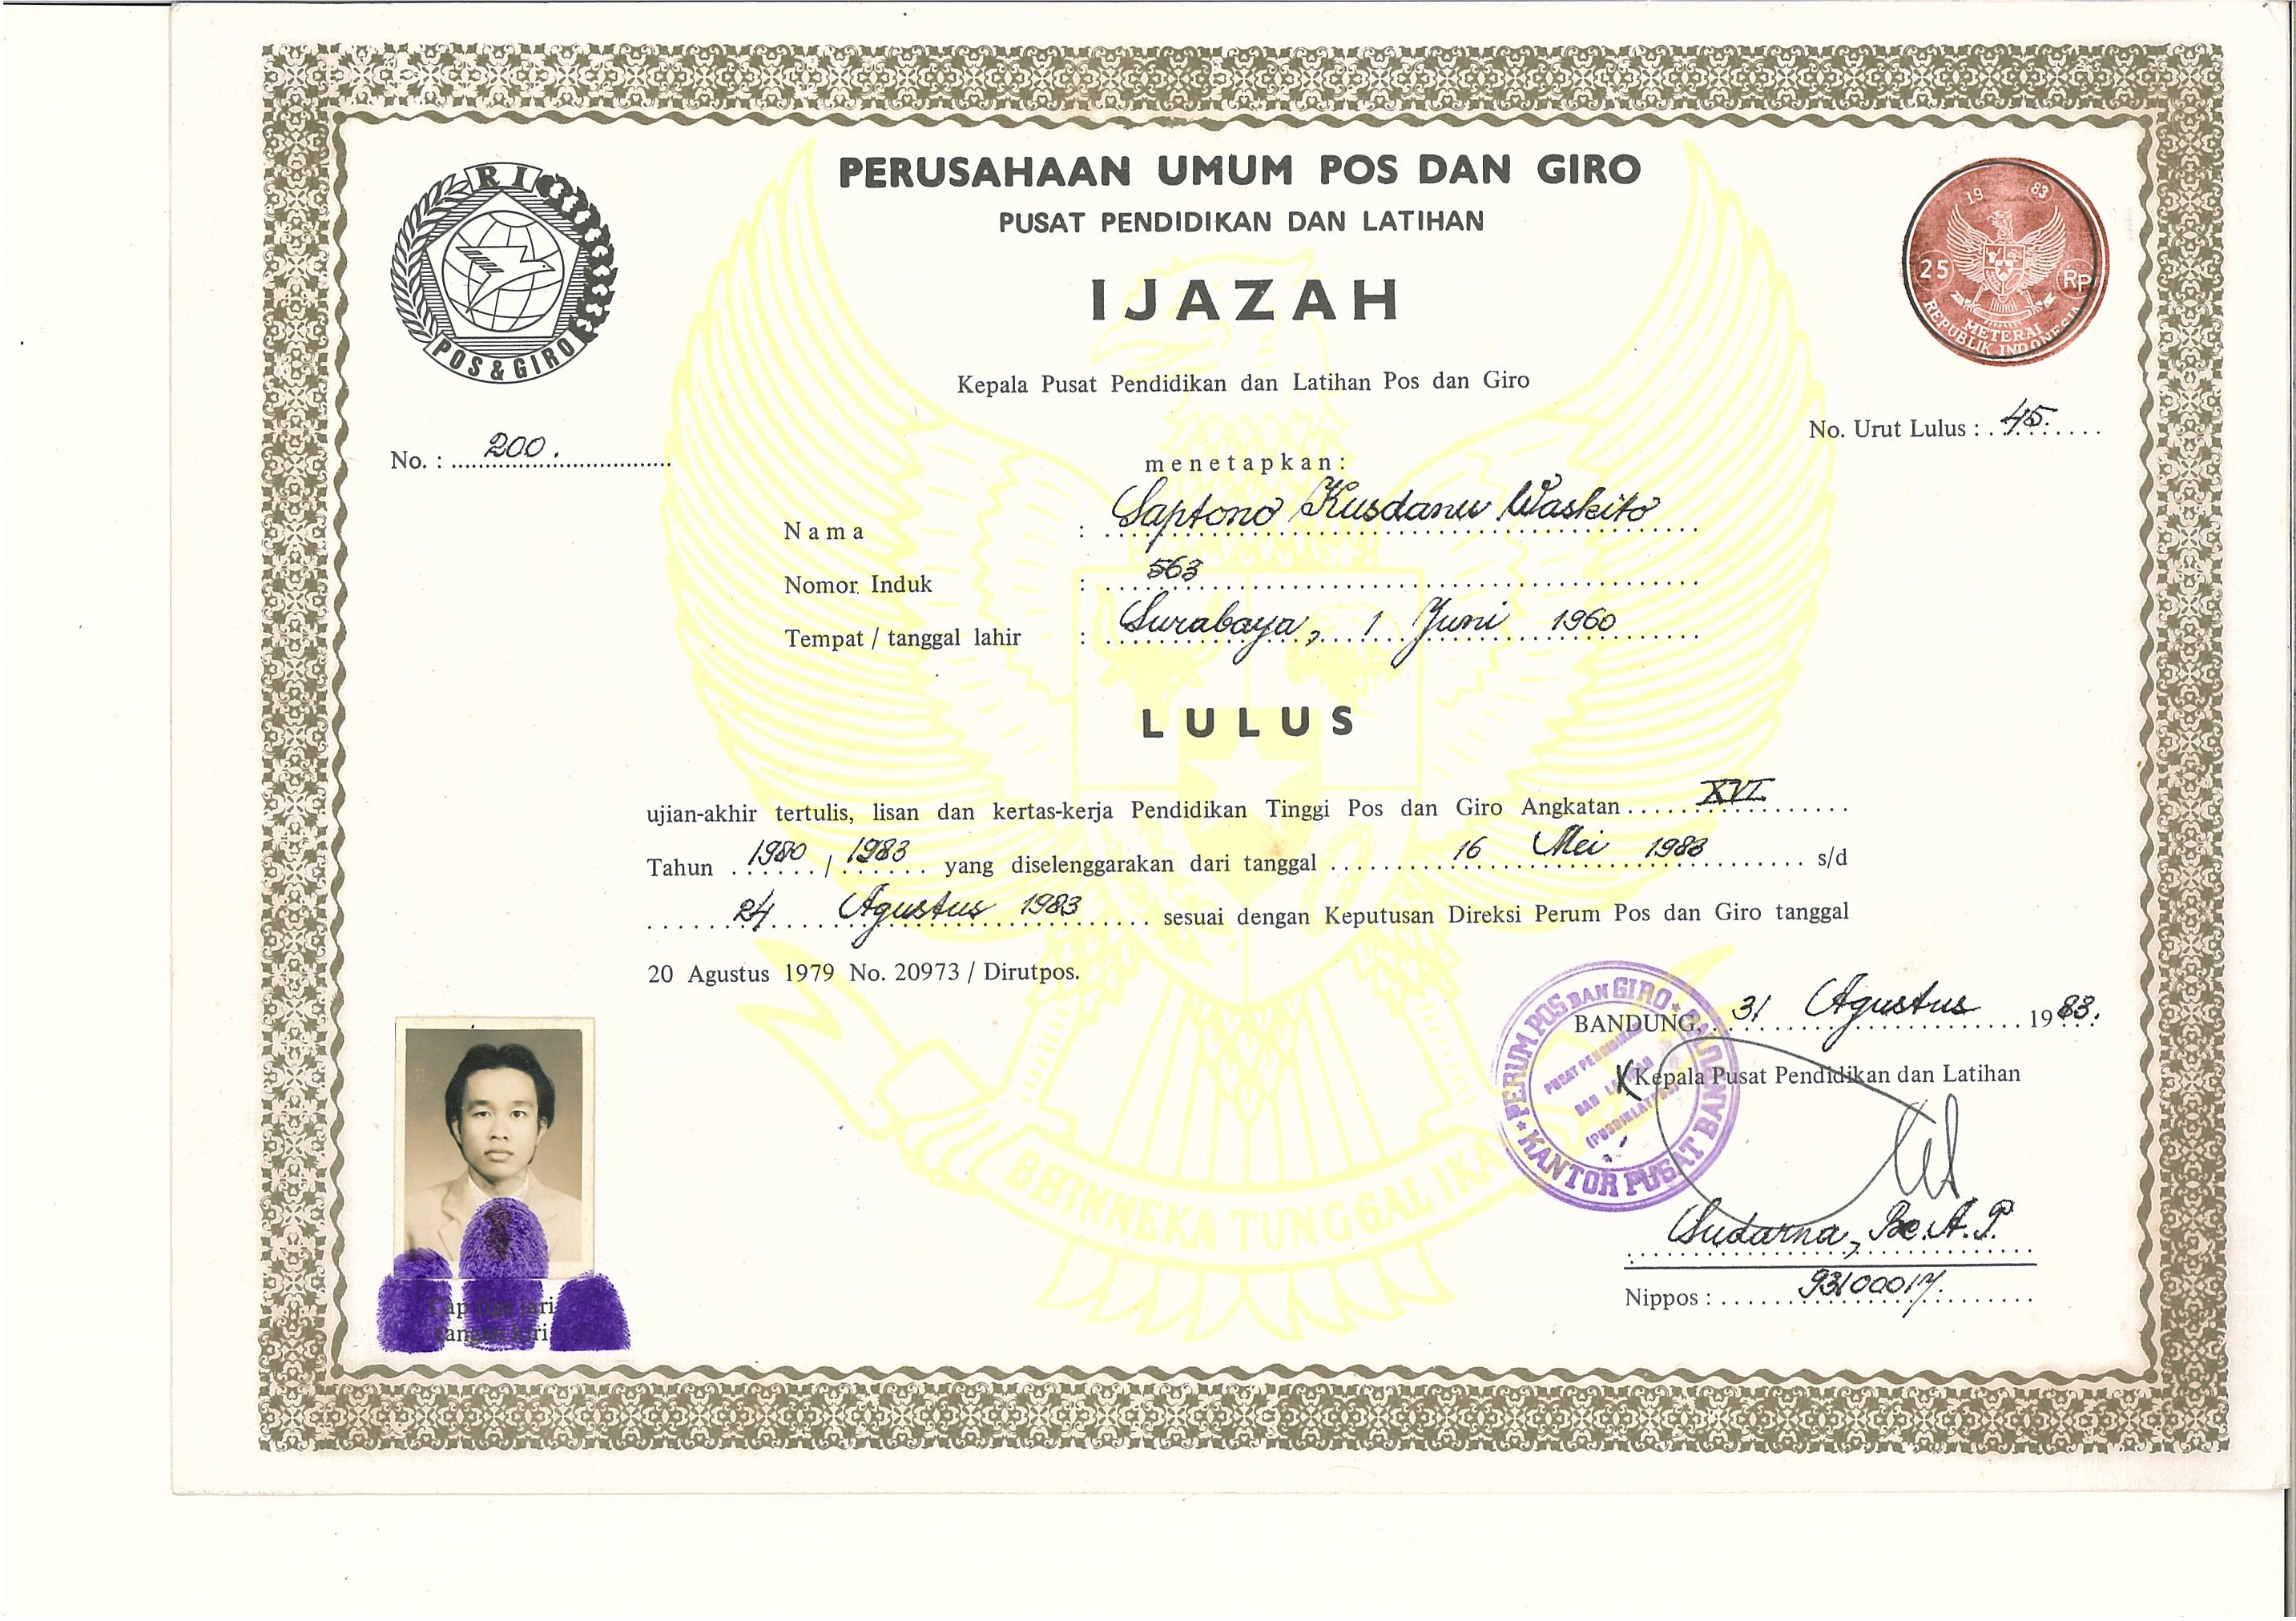 PERUSAHAAN UMUM POS DAN GIRO
PUSAT PENDIDIKAN DAN LATIHAN
IJAZAH
RI
POS & GIRO
19 83
25 RP
METERAI
REPUBLIK INDONESIA
Kepala Pusat Pendidikan dan Latihan Pos dan Giro
No. : 200.
No. Urut Lulus : 45.
menetapkan:
Nama : Saptono Kusdanu Waskito
Nomor Induk : 563
Tempat / tanggal lahir : Surabaya, 1 Juni 1960
LULUS
ujian-akhir tertulis, lisan dan kertas-kerja Pendidikan Tinggi Pos dan Giro Angkatan XVI.
Tahun 1980 / 1983 yang diselenggarakan dari tanggal 16 Mei 1983 s/d
24 Agustus 1983 sesuai dengan Keputusan Direksi Perum Pos dan Giro tanggal
20 Agustus 1979 No. 20973 / Dirutpos.
BANDUNG, 31 Agustus 1983.
Kepala Pusat Pendidikan dan Latihan
PERUM POS DAN GIRO
KANTOR PUSAT BANDUNG
PUSAT PENDIDIKAN
DAN LATIHAN
BHINNEKA TUNGGAL IKA
Sudarna, Bc.A.P.
Nippos : 93100017.
Cap tiga jari
tangan kiri